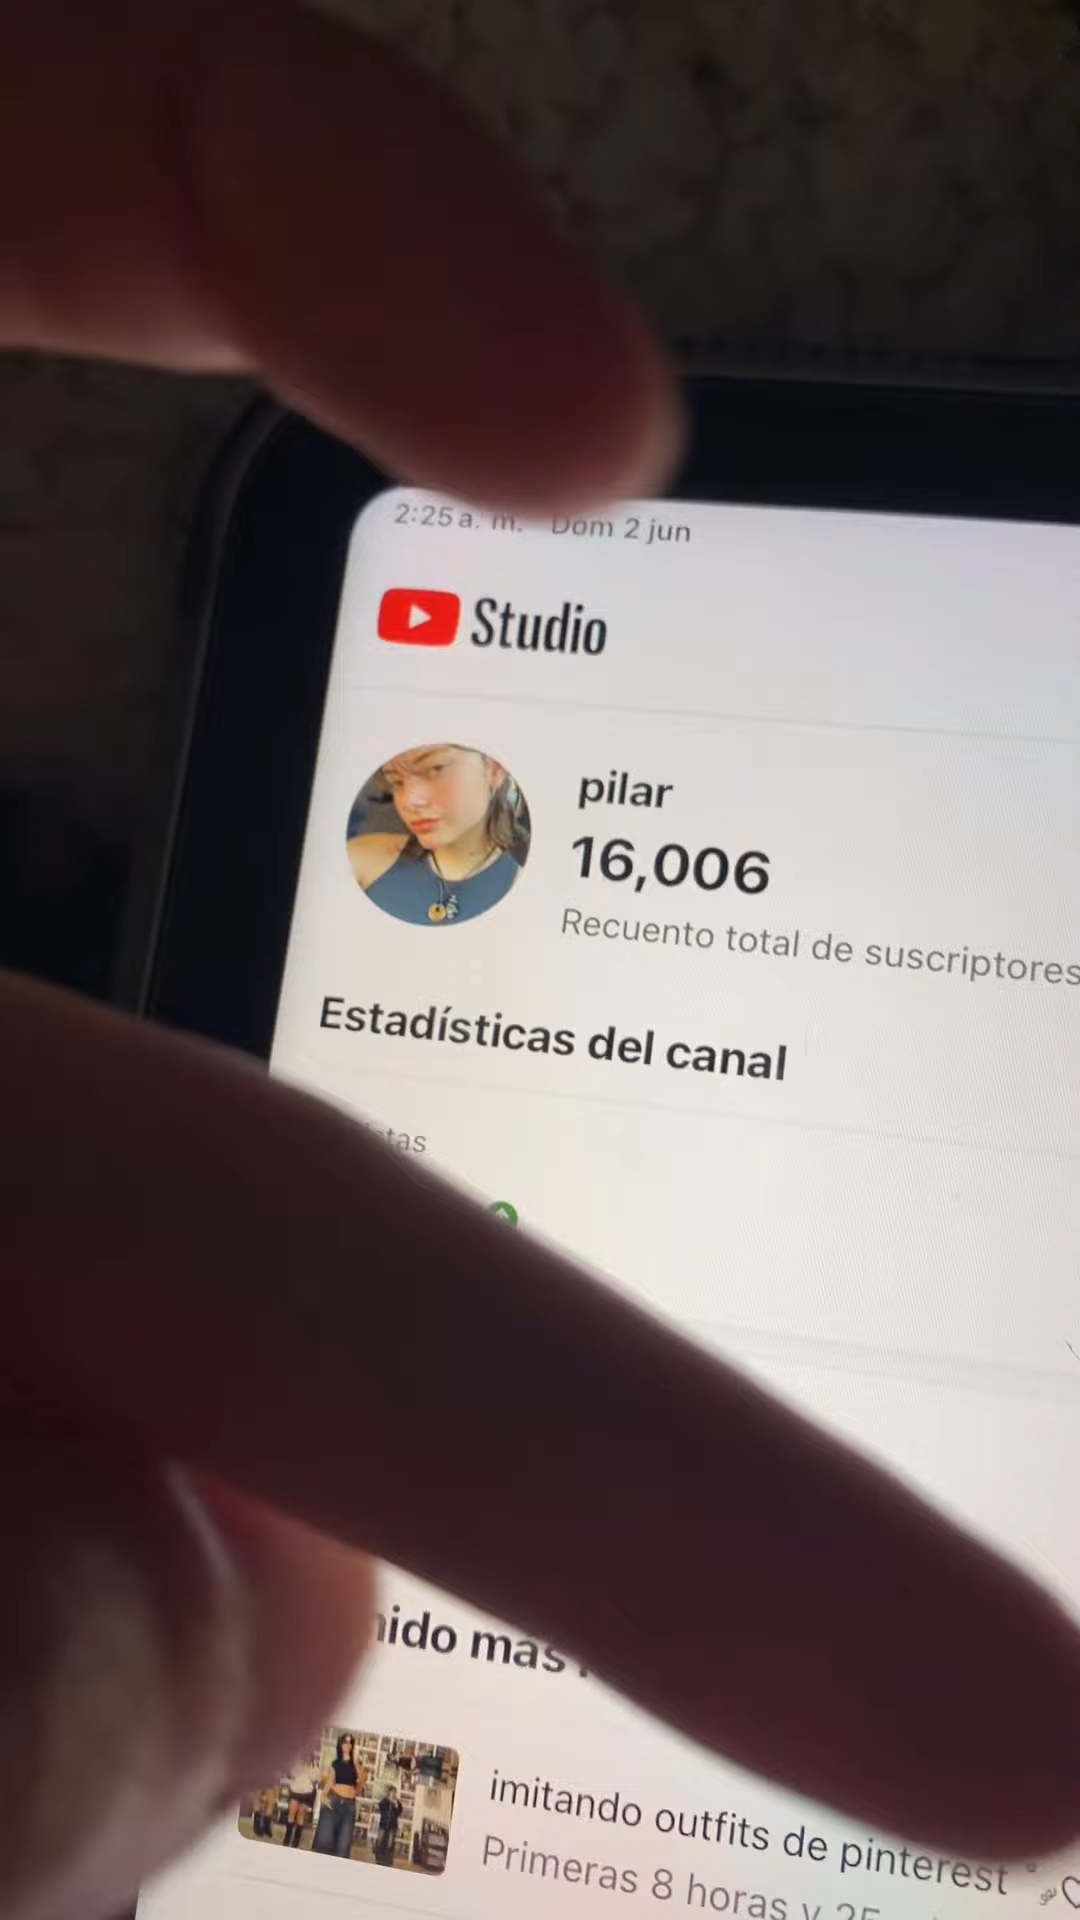 2:25 a. m. Dom 2 jun
Studio
pilar
16,006
Recuento total de suscriptores
Estadísticas del canal
más
imitando outfits de pinterest
Primeras 8 horas y